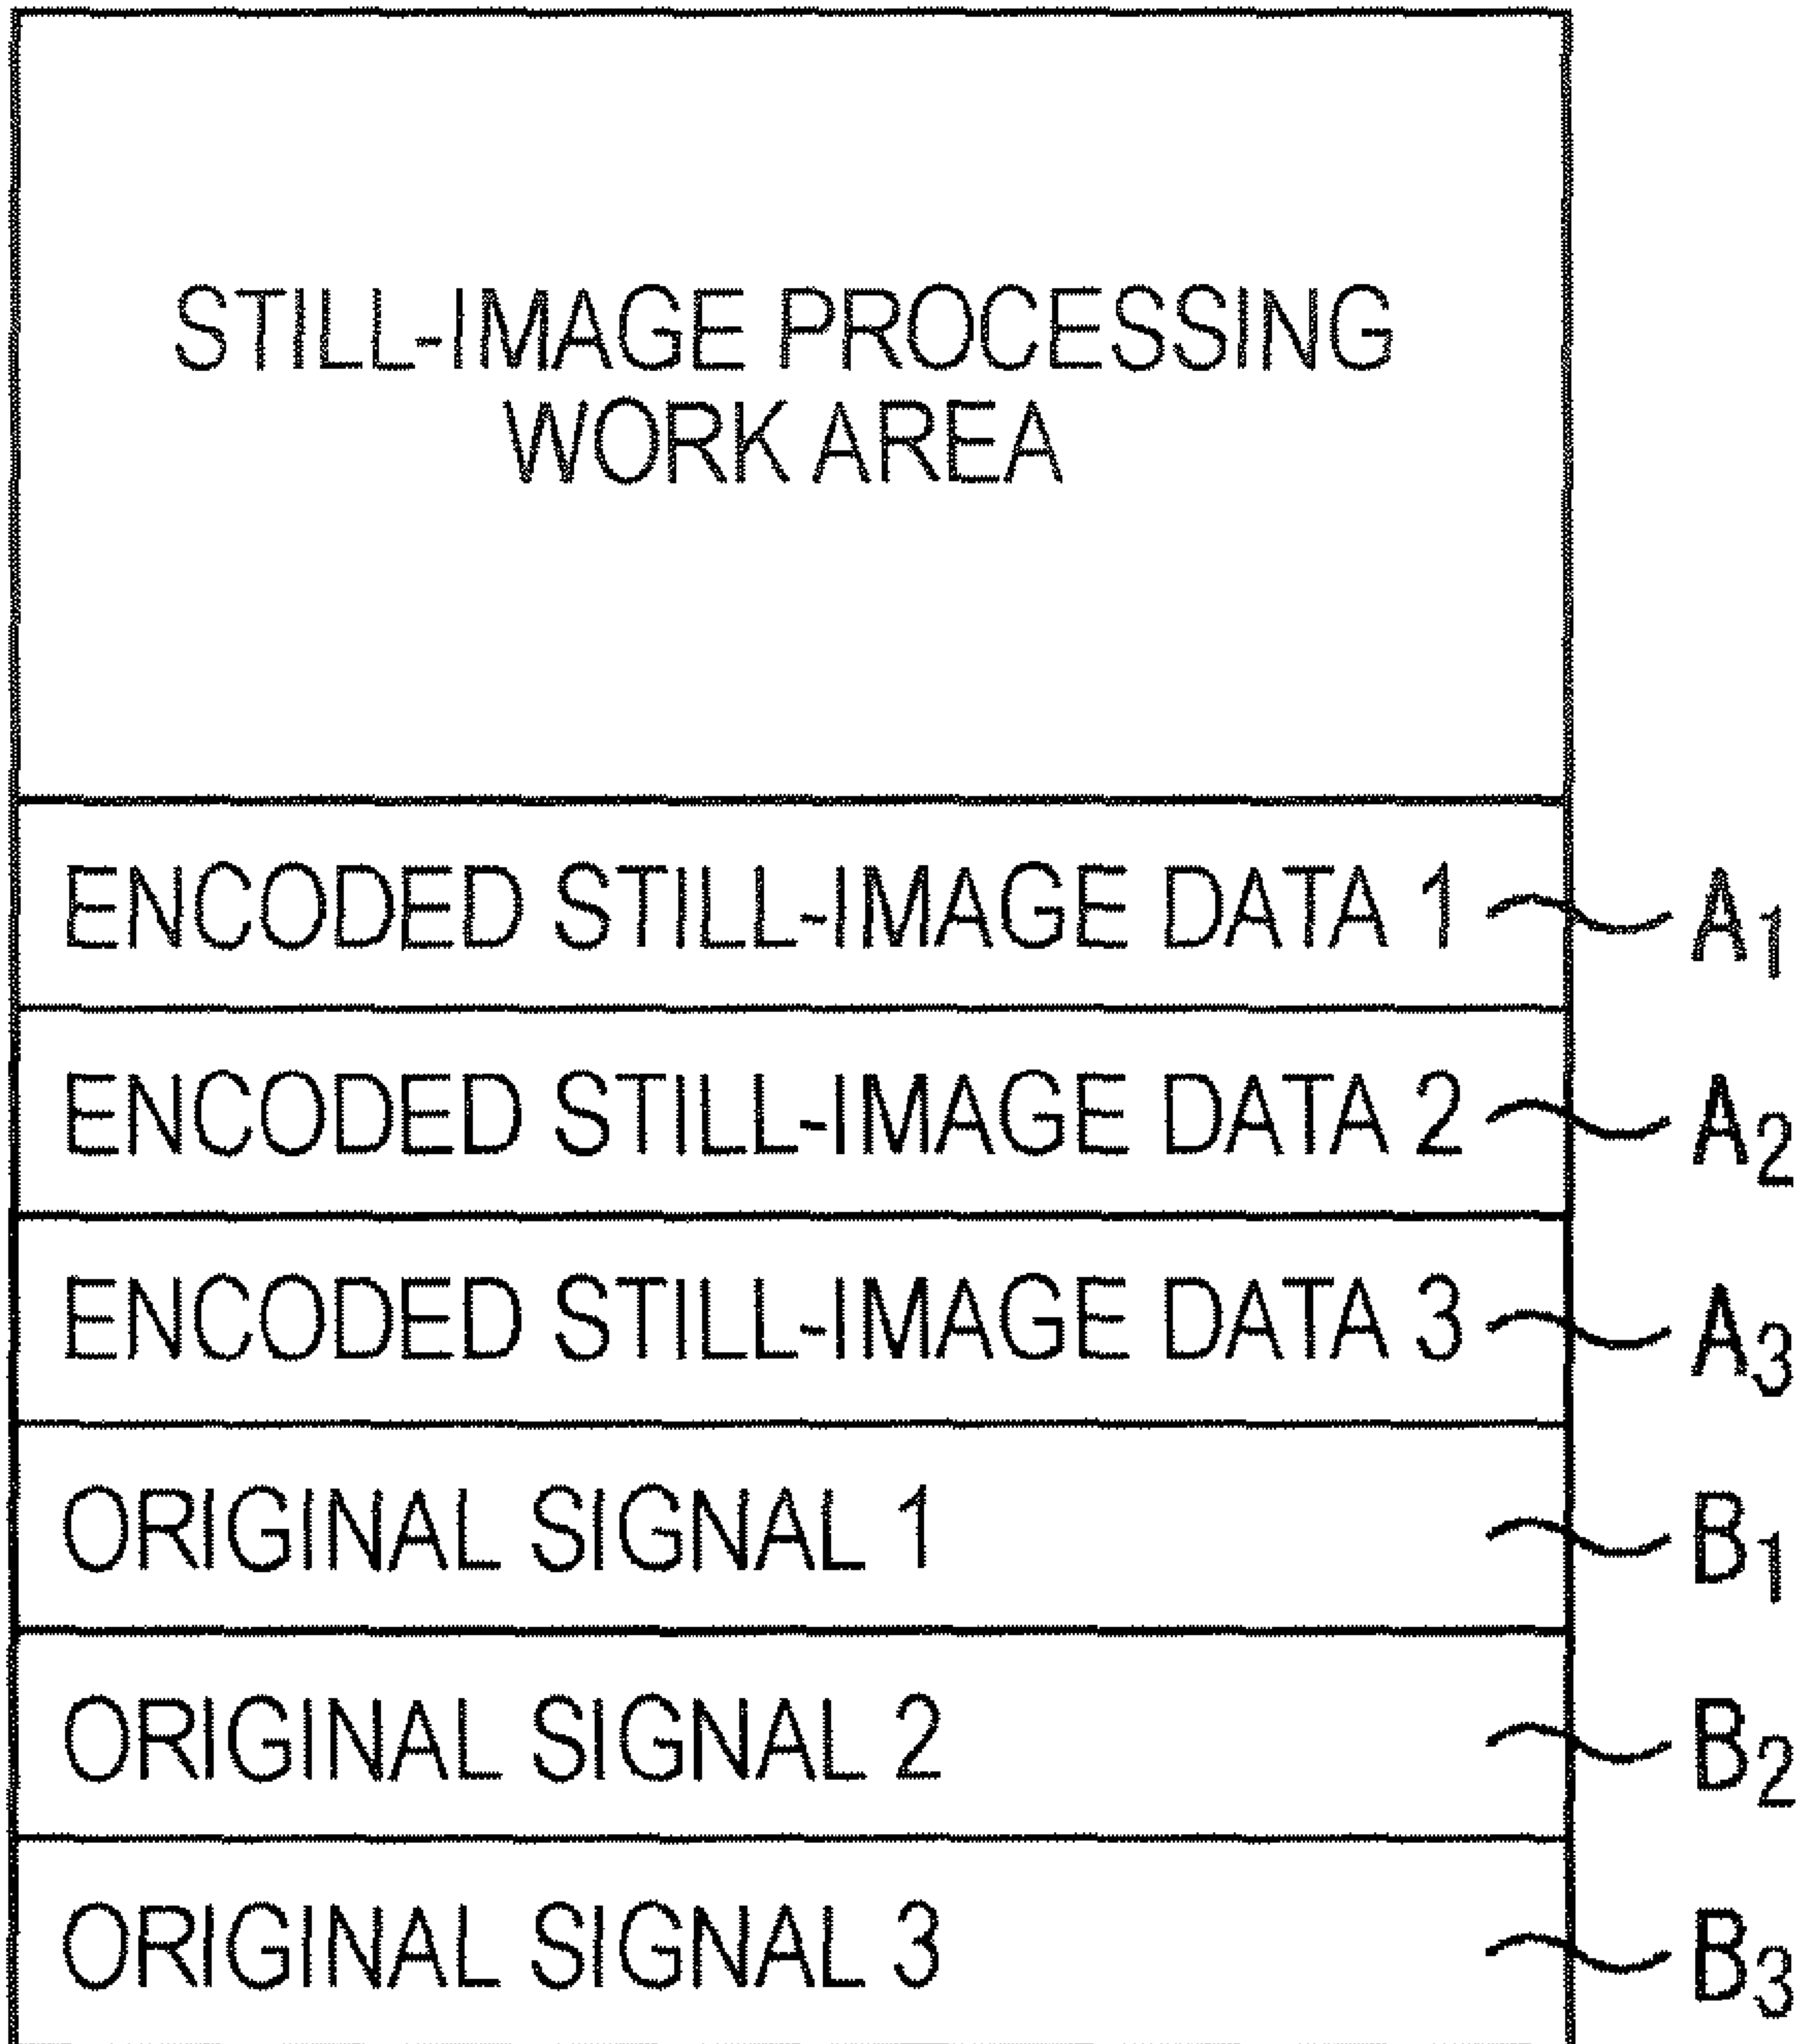 STILL-IMAGE PROCESSING
WORK AREA
ENCODED STILL-IMAGE DATA 1 A1
ENCODED STILL-IMAGE DATA 2 A2
ENCODED STILL-IMAGE DATA 3 A3
ORIGINAL SIGNAL 1 B1
ORIGINAL SIGNAL 2 B2
ORIGINAL SIGNAL 3 B3